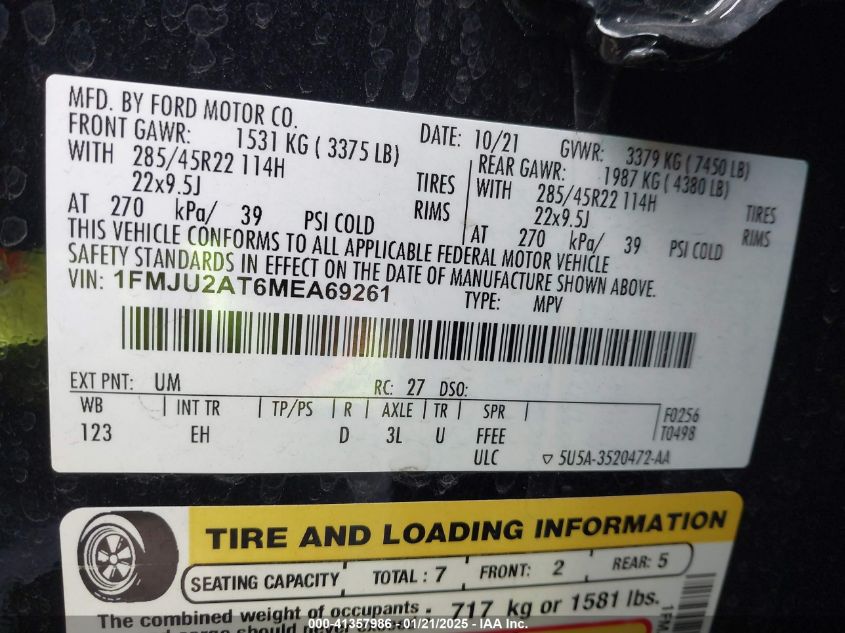 MFD. BY FORD MOTOR CO.
DATE: 10/21 GVWR: 3379 KG ( 7450 LB)
FRONT GAWR: 1531 KG ( 3375 LB) REAR GAWR: 1987 KG ( 4380 LB)
WITH 285/45R22 114H TIRES WITH 285/45R22 114H TIRES
22x9.5J RIMS 22x9.5J RIMS
AT 270 kPa/ 39 PSI COLD AT 270 kPa/ 39 PSI COLD
THIS VEHICLE CONFORMS TO ALL APPLICABLE FEDERAL MOTOR VEHICLE
SAFETY STANDARDS IN EFFECT ON THE DATE OF MANUFACTURE SHOWN ABOVE.
VIN: 1FMJU2AT6MEA69261 TYPE: MPV
EXT PNT: UM RC: 27 DSO:
WB INT TR TP/PS R AXLE TR SPR F0256
123 EH D 3L U FFEE T0498
ULC ▽ 5U5A-3520472-AA
TIRE AND LOADING INFORMATION
SEATING CAPACITY TOTAL : 7 FRONT: 2 REAR: 5
The combined weight of occupants 717 kg or 1581 lbs.
000-41357986 - 01/21/2025 - IAA Inc.